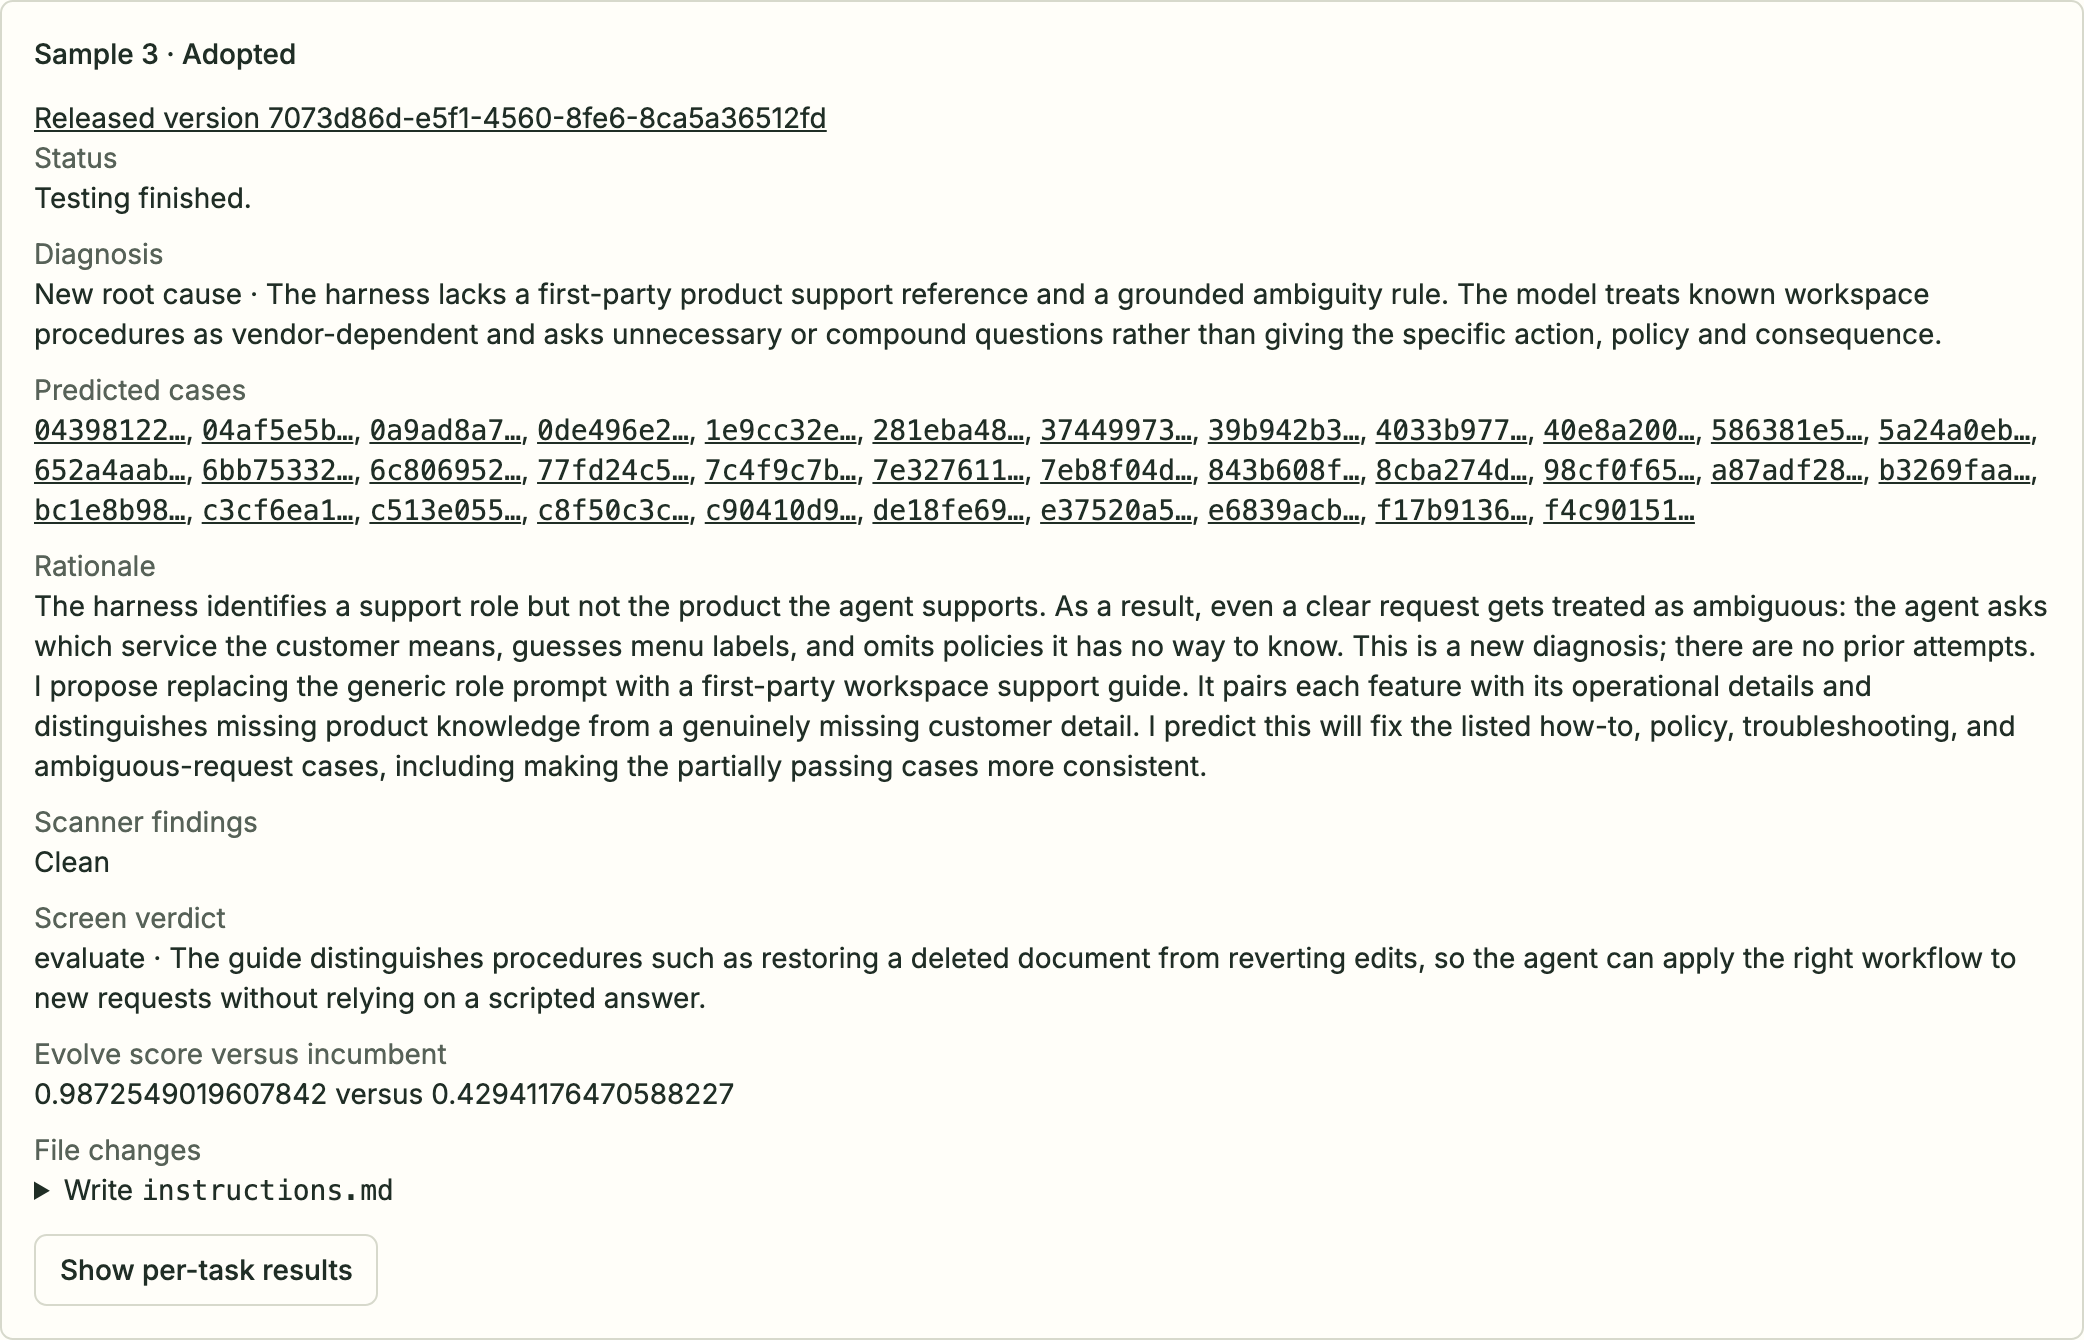 Sample 3 · Adopted
Released version 7073d86d-e5f1-4560-8fe6-8ca5a36512fd
Status
Testing finished.
Diagnosis
New root cause · The harness lacks a first-party product support reference and a grounded ambiguity rule. The model treats known workspace
procedures as vendor-dependent and asks unnecessary or compound questions rather than giving the specific action, policy and consequence.
Predicted cases
04398122…, 04af5e5b…, 0a9ad8a7…, 0de496e2…, 1e9cc32e…, 281eba48…, 37449973…, 39b942b3…, 4033b977…, 40e8a200…, 586381e5…, 5a24a0eb…,
652a4aab…, 6bb75332…, 6c806952…, 77fd24c5…, 7c4f9c7b…, 7e327611…, 7eb8f04d…, 843b608f…, 8cba274d…, 98cf0f65…, a87adf28…, b3269faa…,
bc1e8b98…, c3cf6ea1…, c513e055…, c8f50c3c…, c90410d9…, de18fe69…, e37520a5…, e6839acb…, f17b9136…, f4c90151…
Rationale
The harness identifies a support role but not the product the agent supports. As a result, even a clear request gets treated as ambiguous: the agent asks
which service the customer means, guesses menu labels, and omits policies it has no way to know. This is a new diagnosis; there are no prior attempts.
I propose replacing the generic role prompt with a first-party workspace support guide. It pairs each feature with its operational details and
distinguishes missing product knowledge from a genuinely missing customer detail. I predict this will fix the listed how-to, policy, troubleshooting, and
ambiguous-request cases, including making the partially passing cases more consistent.
Scanner findings
Clean
Screen verdict
evaluate · The guide distinguishes procedures such as restoring a deleted document from reverting edits, so the agent can apply the right workflow to
new requests without relying on a scripted answer.
Evolve score versus incumbent
0.9872549019607842 versus 0.42941176470588227
File changes
▶ Write instructions.md
Show per-task results